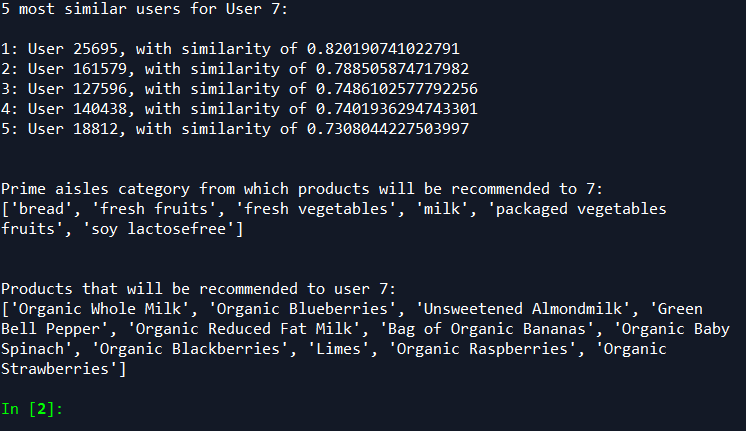 5 most similar users for User 7:
1: User 25695, with similarity of 0.820190741022791
2: User 161579, with similarity of 0.788505874717982
3: User 127596, with similarity of 0.7486102577792256
4: User 140438, with similarity of 0.7401936294743301
5: User 18812, with similarity of 0.7308044227503997
Prime aisles category from which products will be recommended to 7:
['bread', 'fresh fruits', 'fresh vegetables', 'milk', 'packaged vegetables
fruits', 'soy lactosefree']
Products that will be recommended to user 7:
['Organic Whole Milk', 'Organic Blueberries', 'Unsweetened Almondmilk', 'Green
Bell Pepper', 'Organic Reduced Fat Milk', 'Bag of Organic Bananas', 'Organic Baby
Spinach', 'Organic Blackberries', 'Limes', 'Organic Raspberries', 'Organic
Strawberries']
In [2]: